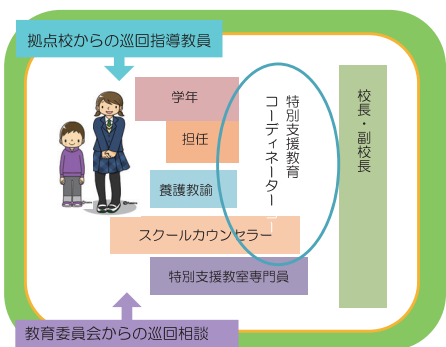 拠点校からの巡回指導教員
学年
担任
養護教諭
スクールカウンセラー
特別支援教室専門員
特別支援教育
コーディネーター
校長・副校長
教育委員会からの巡回相談